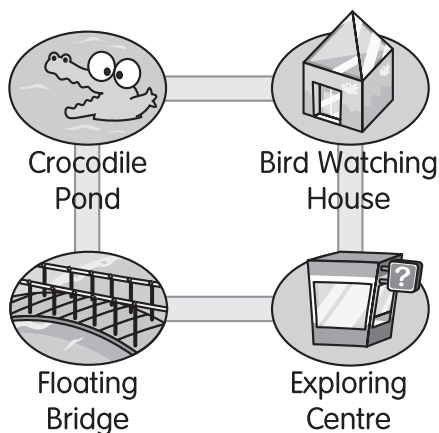 Crocodile
Pond
Bird Watching
House
?
Floating
Bridge
Exploring
Centre